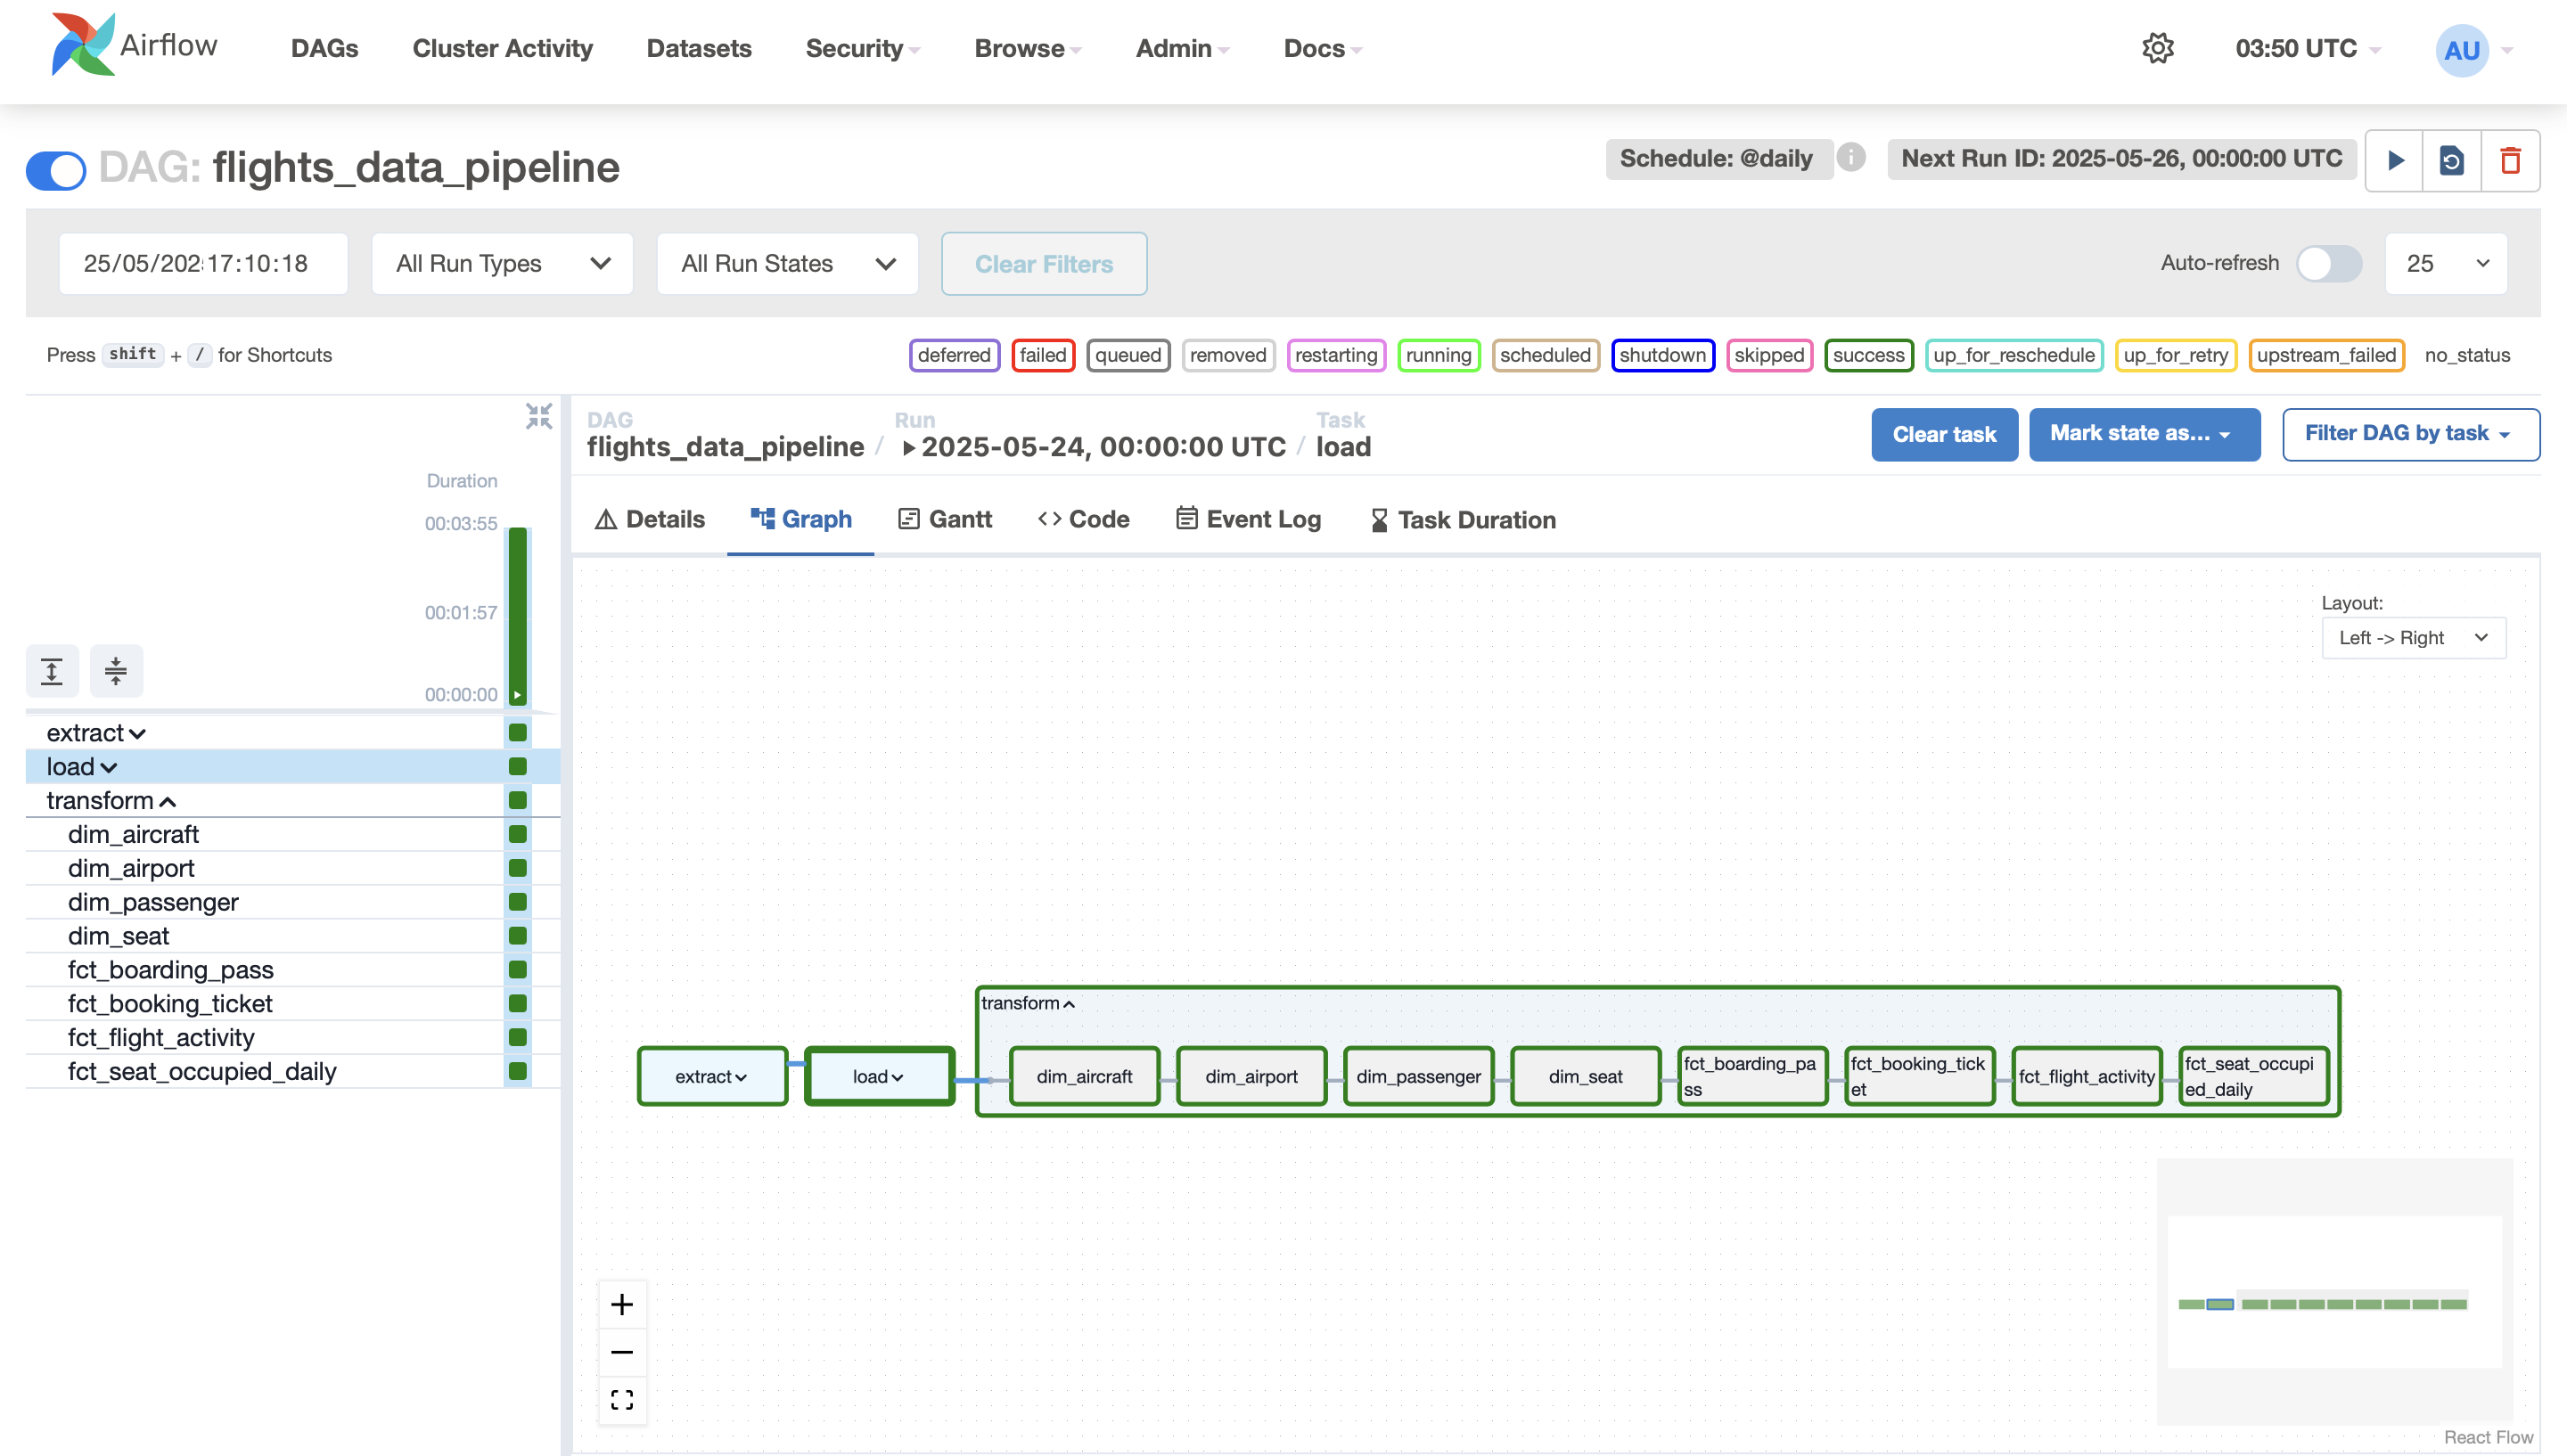 Airflow
DAGs Cluster Activity Datasets Security Browse Admin Docs 03:50 UTC AU
DAG: flights_data_pipeline
Schedule: @daily i Next Run ID: 2025-05-26, 00:00:00 UTC
25/05/202 17:10:18 All Run Types All Run States Clear Filters Auto-refresh 25
Press shift + / for Shortcuts
deferred failed queued removed restarting running scheduled shutdown skipped success up_for_reschedule up_for_retry upstream_failed no_status
DAG Run Task
flights_data_pipeline / 2025-05-24, 00:00:00 UTC / load
Clear task Mark state as... Filter DAG by task
Details Graph Gantt Code Event Log Task Duration
Duration
00:03:55
00:01:57
00:00:00
extract
load
transform
dim_aircraft
dim_airport
dim_passenger
dim_seat
fct_boarding_pass
fct_booking_ticket
fct_flight_activity
fct_seat_occupied_daily
Layout:
Left -> Right
transform
extract
load
dim_aircraft
dim_airport
dim_passenger
dim_seat
fct_boarding_pa
ss
fct_booking_tick
et
fct_flight_activity
fct_seat_occupi
ed_daily
React Flow